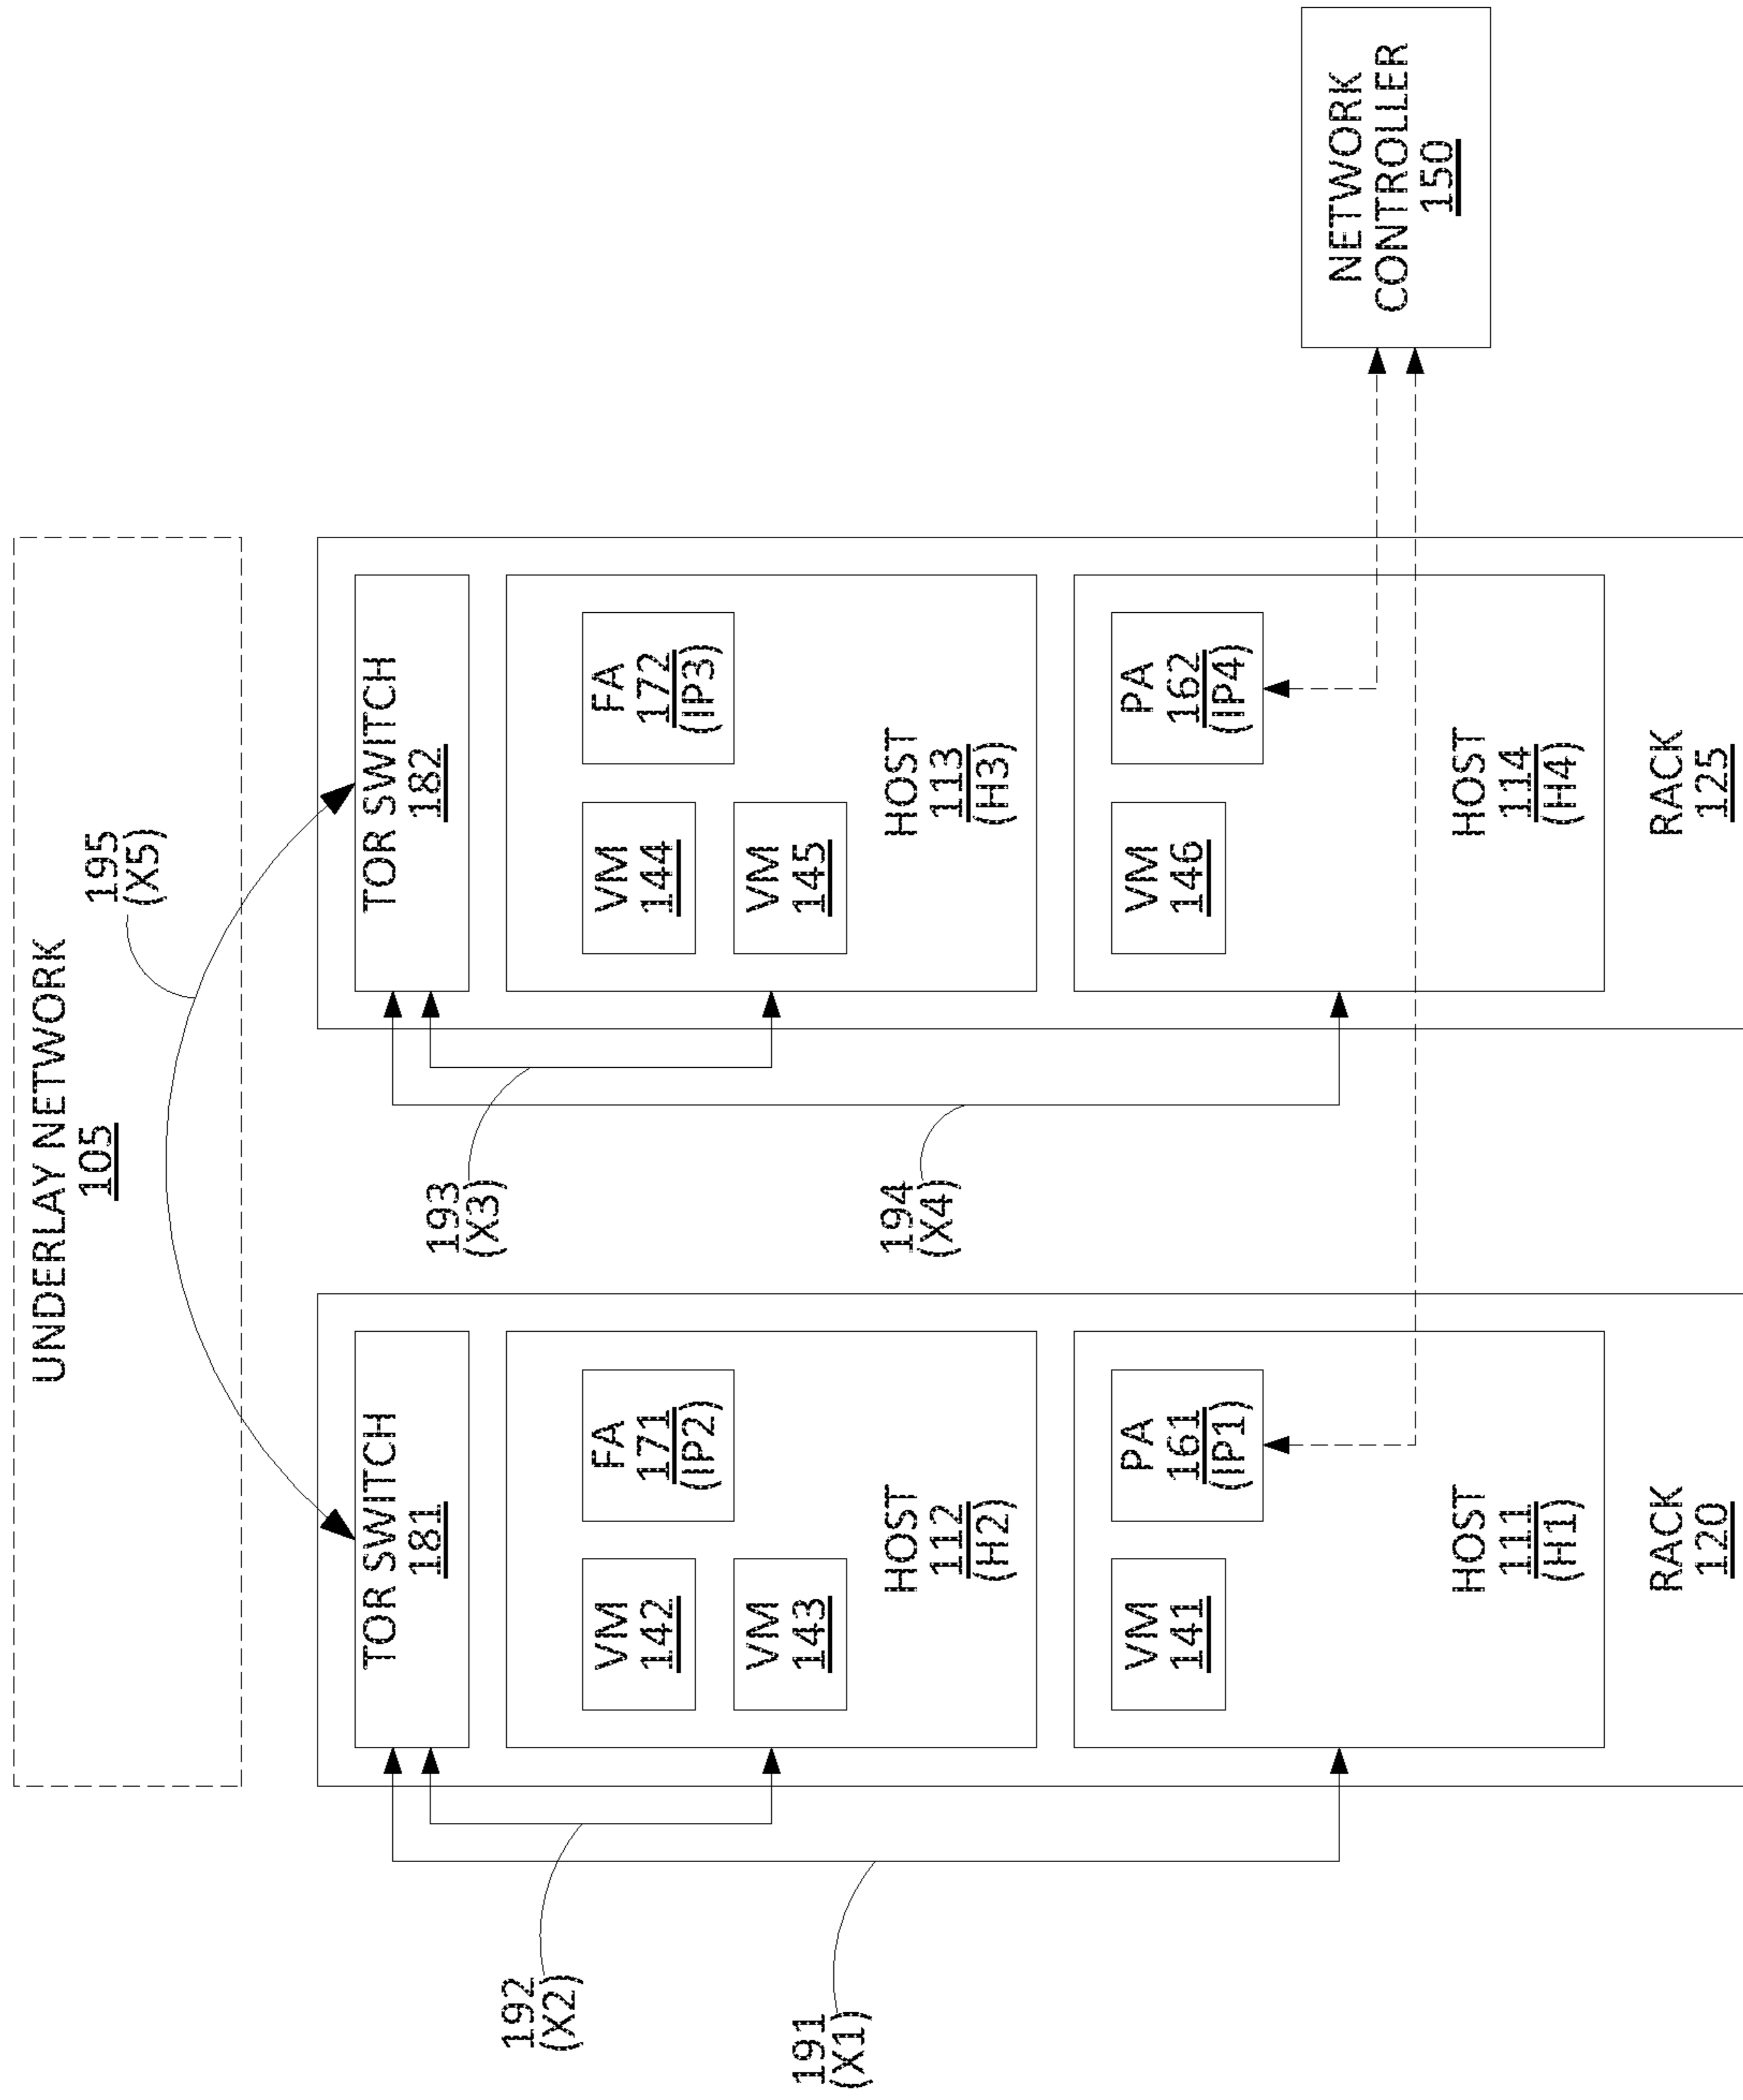 UNDERLAY NETWORK
105
195
(X5)
TOR SWITCH
181
TOR SWITCH
182
192
(X2)
191
(X1)
VM
142
FA
171
(IP2)
VM
143
HOST
112
(H2)
VM
141
PA
161
(IP1)
HOST
111
(H1)
RACK
120
193
(X3)
194
(X4)
VM
144
FA
172
(IP3)
VM
145
HOST
113
(H3)
VM
146
PA
162
(IP4)
HOST
114
(H4)
RACK
125
NETWORK
CONTROLLER
150